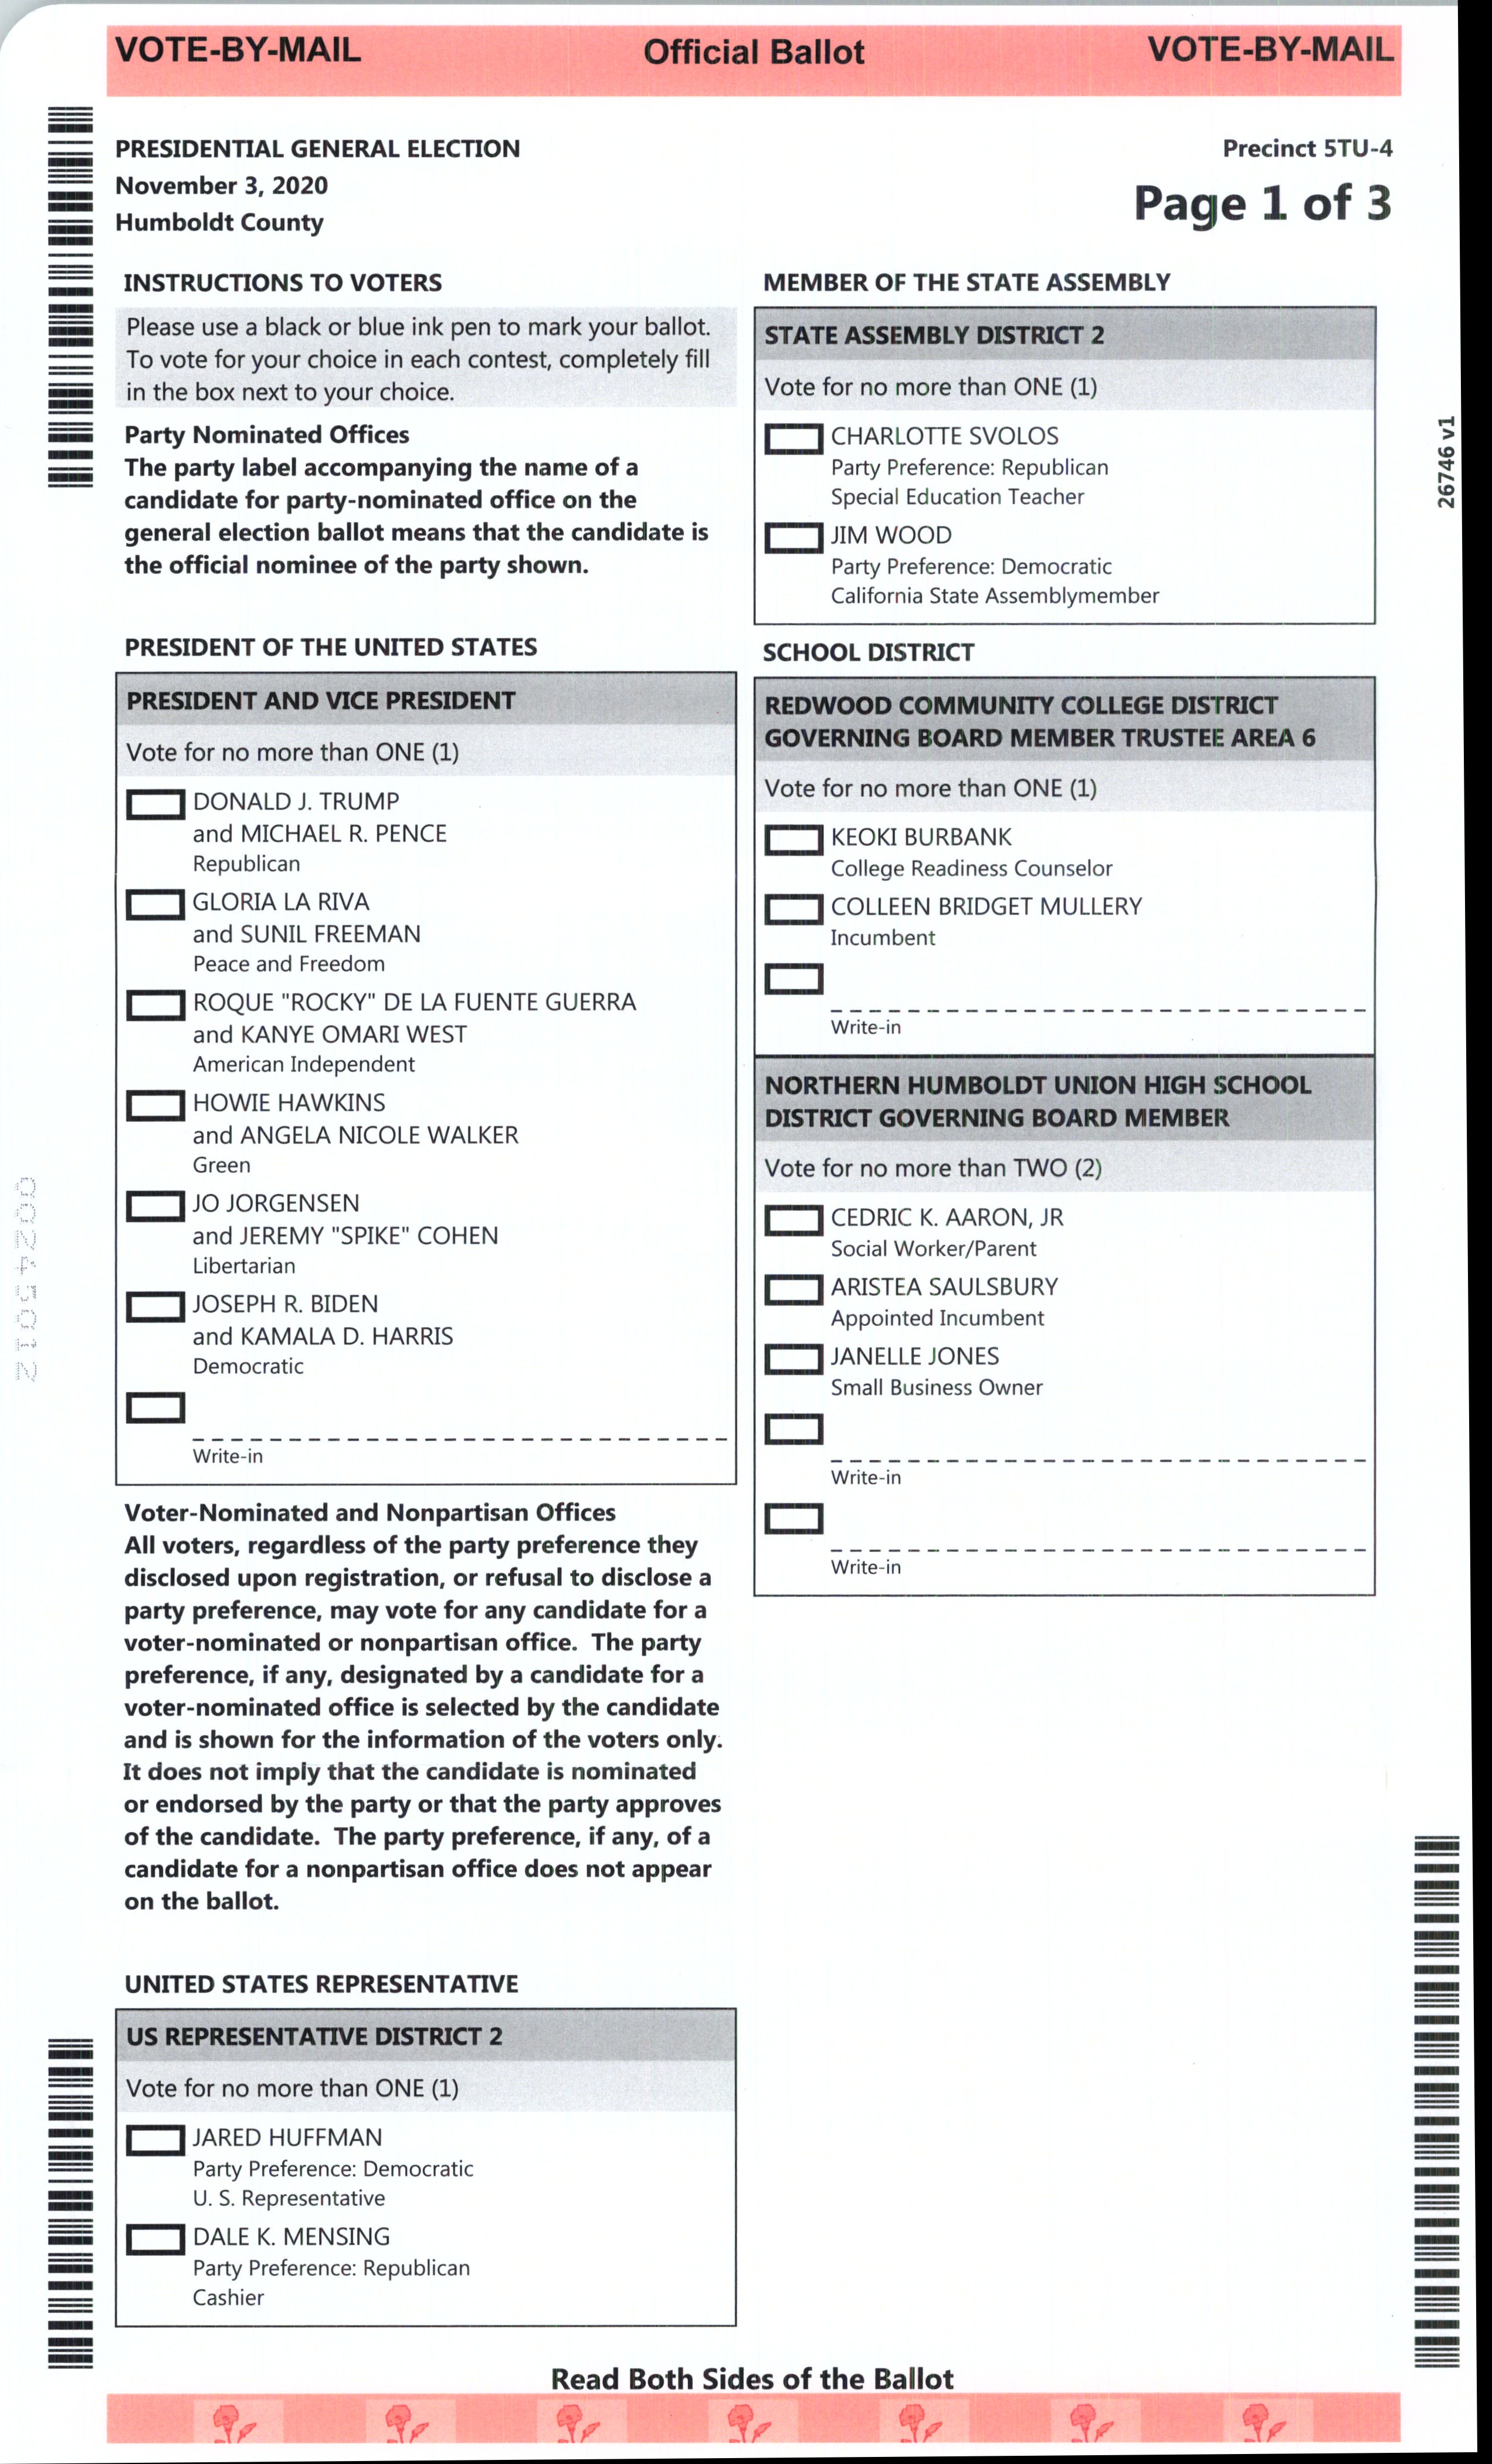 VOTE-BY-MAIL Official Ballot VOTE-BY-MAIL
PRESIDENTIAL GENERAL ELECTION
November 3, 2020
Humboldt County
Precinct 5TU-4
Page 1 of 3
INSTRUCTIONS TO VOTERS
Please use a black or blue ink pen to mark your ballot.
To vote for your choice in each contest, completely fill
in the box next to your choice.
Party Nominated Offices
The party label accompanying the name of a
candidate for party-nominated office on the
general election ballot means that the candidate is
the official nominee of the party shown.
PRESIDENT OF THE UNITED STATES
PRESIDENT AND VICE PRESIDENT
Vote for no more than ONE (1)
DONALD J. TRUMP
and MICHAEL R. PENCE
Republican
GLORIA LA RIVA
and SUNIL FREEMAN
Peace and Freedom
ROQUE "ROCKY" DE LA FUENTE GUERRA
and KANYE OMARI WEST
American Independent
HOWIE HAWKINS
and ANGELA NICOLE WALKER
Green
JO JORGENSEN
and JEREMY "SPIKE" COHEN
Libertarian
JOSEPH R. BIDEN
and KAMALA D. HARRIS
Democratic
Write-in
Voter-Nominated and Nonpartisan Offices
All voters, regardless of the party preference they
disclosed upon registration, or refusal to disclose a
party preference, may vote for any candidate for a
voter-nominated or nonpartisan office. The party
preference, if any, designated by a candidate for a
voter-nominated office is selected by the candidate
and is shown for the information of the voters only.
It does not imply that the candidate is nominated
or endorsed by the party or that the party approves
of the candidate. The party preference, if any, of a
candidate for a nonpartisan office does not appear
on the ballot.
UNITED STATES REPRESENTATIVE
US REPRESENTATIVE DISTRICT 2
Vote for no more than ONE (1)
JARED HUFFMAN
Party Preference: Democratic
U. S. Representative
DALE K. MENSING
Party Preference: Republican
Cashier
MEMBER OF THE STATE ASSEMBLY
STATE ASSEMBLY DISTRICT 2
Vote for no more than ONE (1)
CHARLOTTE SVOLOS
Party Preference: Republican
Special Education Teacher
JIM WOOD
Party Preference: Democratic
California State Assemblymember
SCHOOL DISTRICT
REDWOOD COMMUNITY COLLEGE DISTRICT
GOVERNING BOARD MEMBER TRUSTEE AREA 6
Vote for no more than ONE (1)
KEOKI BURBANK
College Readiness Counselor
COLLEEN BRIDGET MULLERY
Incumbent
Write-in
NORTHERN HUMBOLDT UNION HIGH SCHOOL
DISTRICT GOVERNING BOARD MEMBER
Vote for no more than TWO (2)
CEDRIC K. AARON, JR
Social Worker/Parent
ARISTEA SAULSBURY
Appointed Incumbent
JANELLE JONES
Small Business Owner
Write-in
Write-in
26746 v1
Read Both Sides of the Ballot